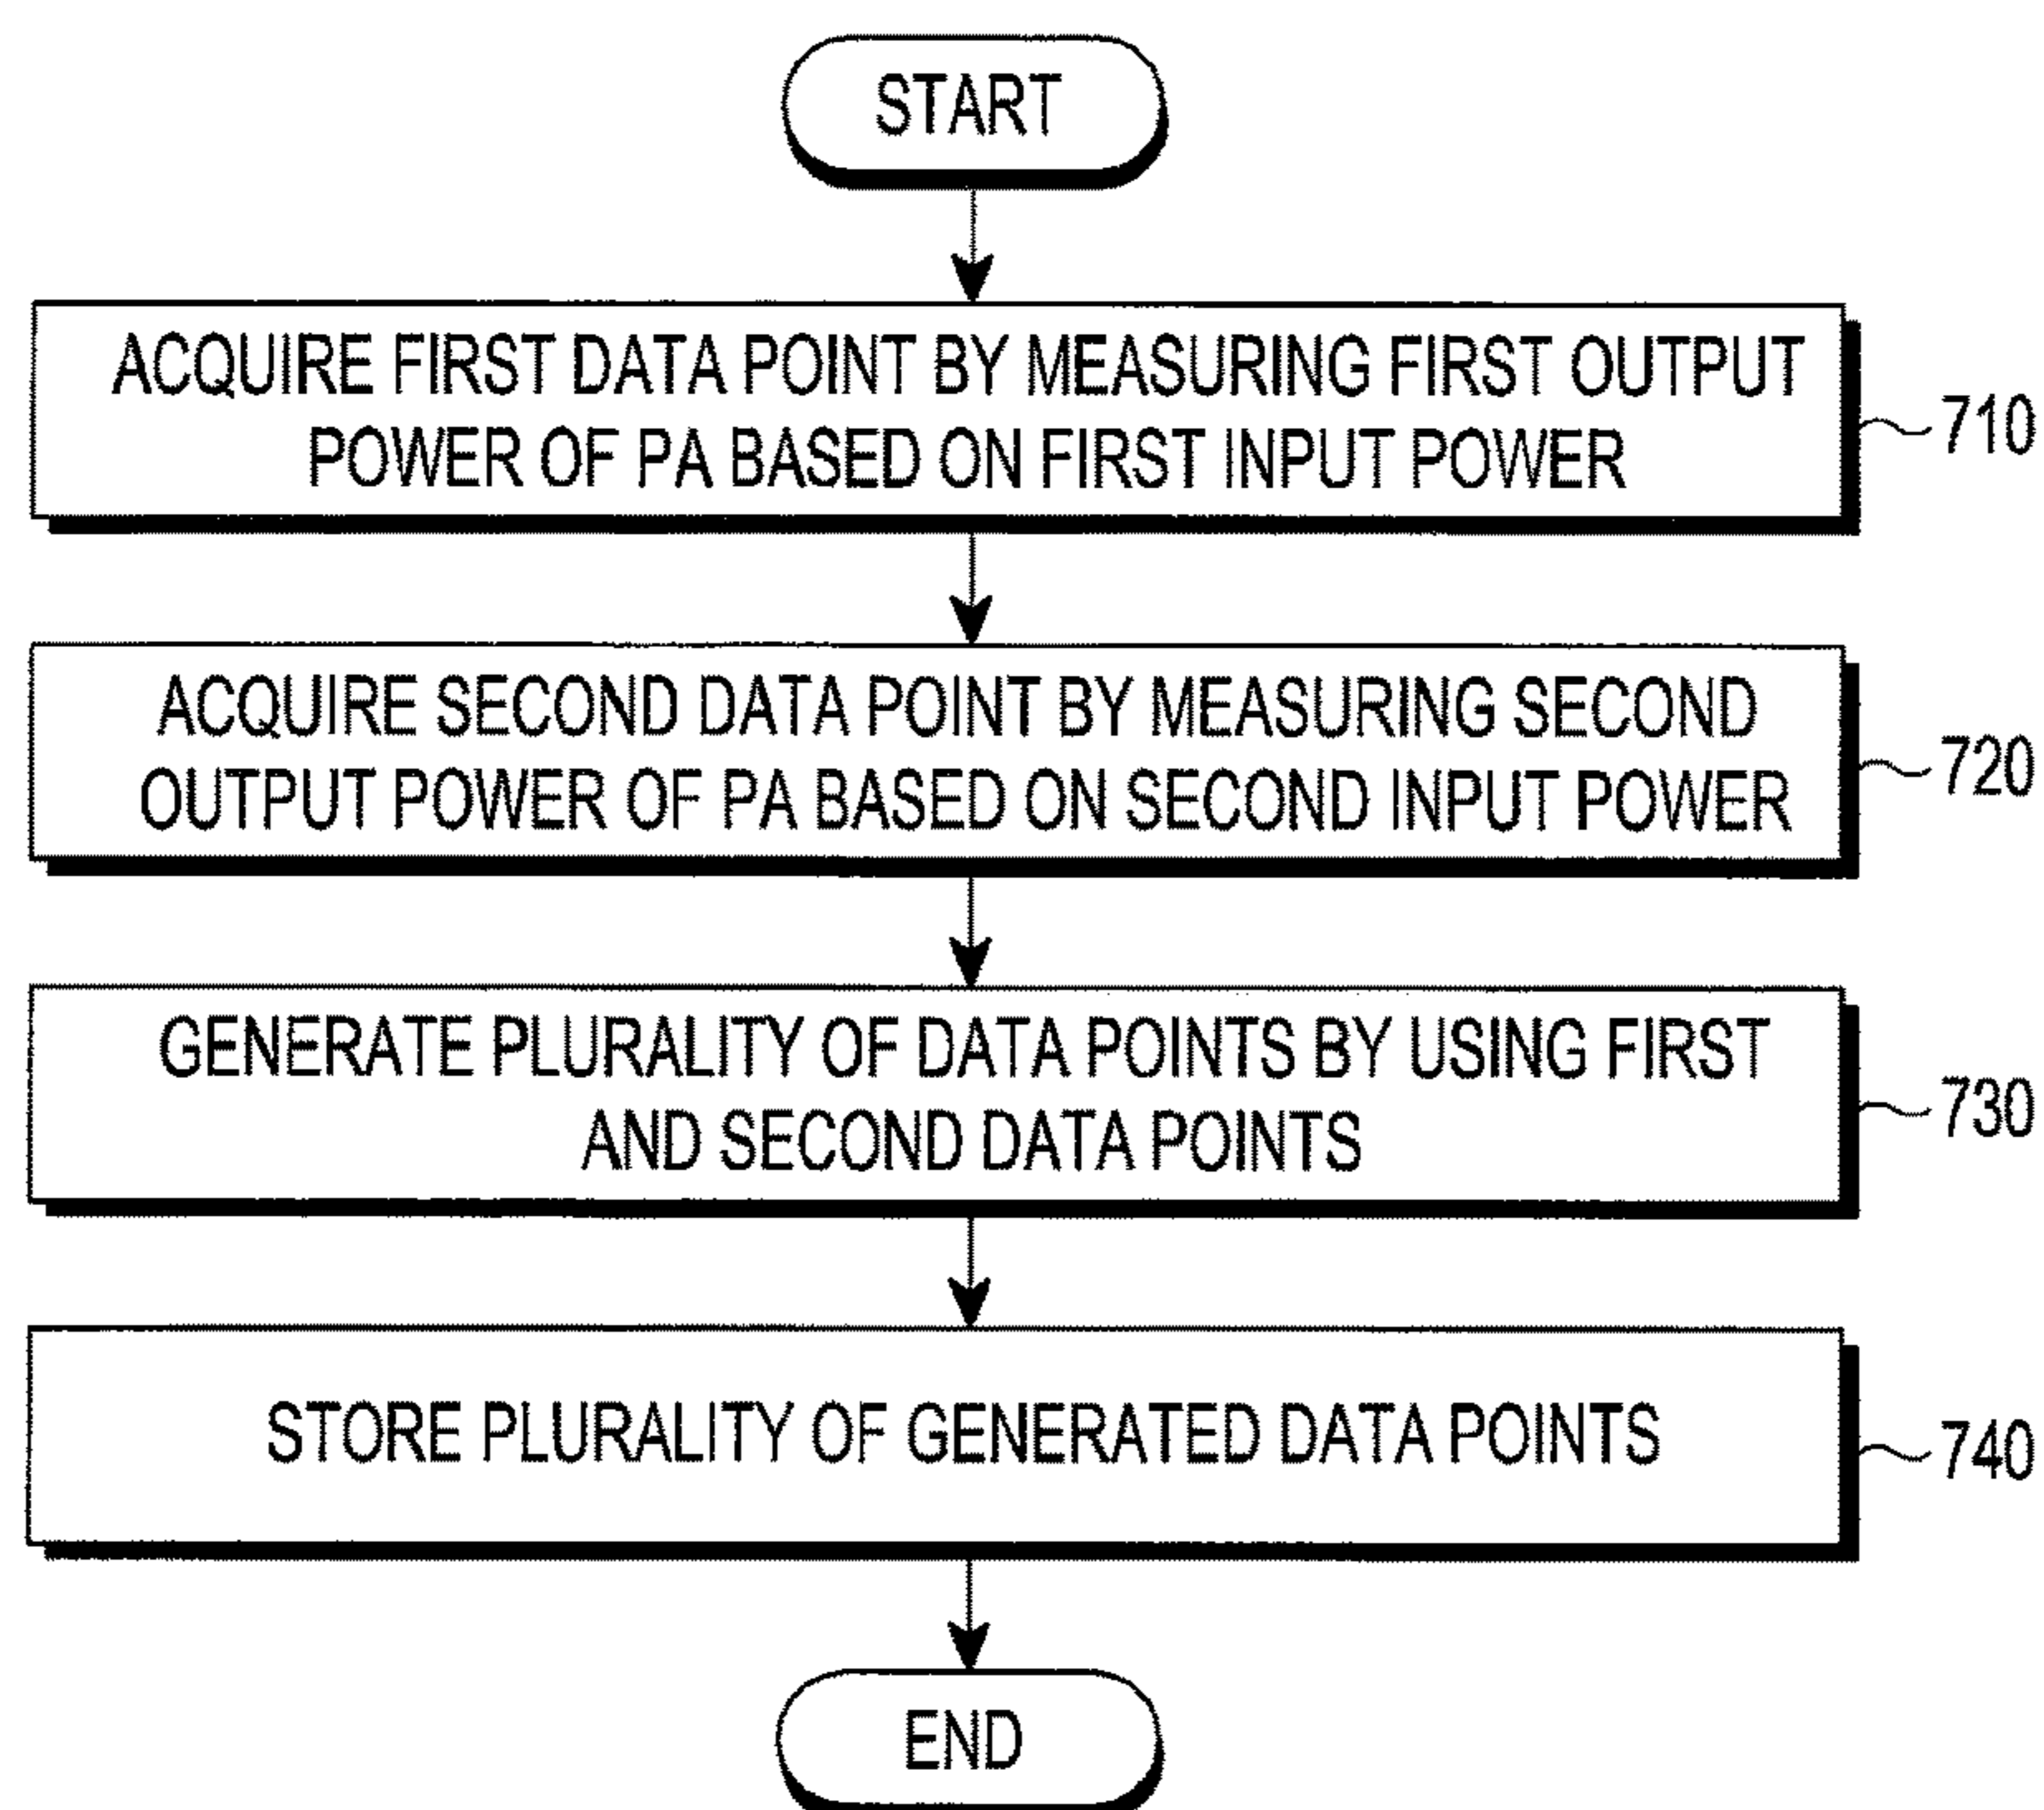 START
ACQUIRE FIRST DATA POINT BY MEASURING FIRST OUTPUT
POWER OF PA BASED ON FIRST INPUT POWER
710
ACQUIRE SECOND DATA POINT BY MEASURING SECOND
OUTPUT POWER OF PA BASED ON SECOND INPUT POWER
720
GENERATE PLURALITY OF DATA POINTS BY USING FIRST
AND SECOND DATA POINTS
730
STORE PLURALITY OF GENERATED DATA POINTS
740
END